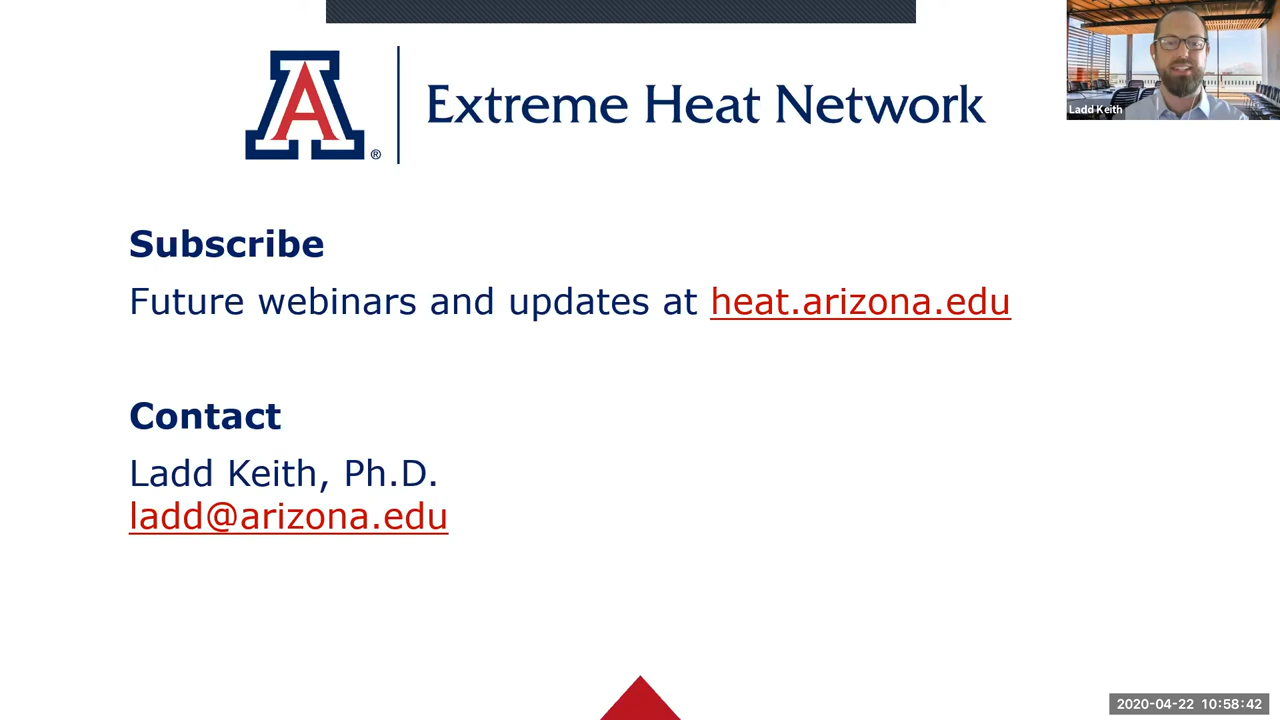 A
®
Extreme Heat Network
Ladd Keith
Subscribe
Future webinars and updates at heat.arizona.edu
Contact
Ladd Keith, Ph.D.
ladd@arizona.edu
2020-04-22 10:58:42